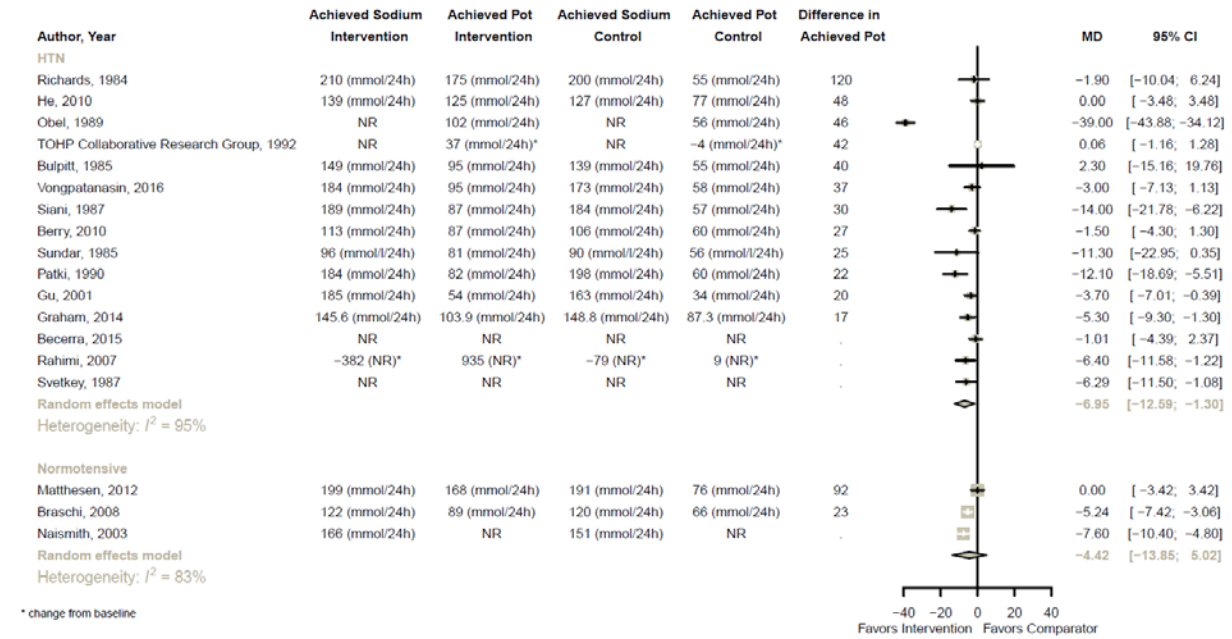 Achieved Sodium Achieved Pot Achieved Sodium Achieved Pot Difference in
Author, Year Intervention Intervention Control Control Achieved Pot MD 95% CI
HTN
Richards, 1984 210 (mmol/24h) 175 (mmol/24h) 200 (mmol/24h) 55 (mmol/24h) 120 −1.90 [−10.04; 6.24]
He, 2010 139 (mmol/24h) 125 (mmol/24h) 127 (mmol/24h) 77 (mmol/24h) 48 0.00 [ −3.48; 3.48]
Obel, 1989 NR 102 (mmol/24h) NR 56 (mmol/24h) 46 −39.00 [−43.88; −34.12]
TOHP Collaborative Research Group, 1992 NR 37 (mmol/24h)* NR −4 (mmol/24h)* 42 0.06 [ −1.16; 1.28]
Bulpitt, 1985 149 (mmol/24h) 95 (mmol/24h) 139 (mmol/24h) 55 (mmol/24h) 40 2.30 [−15.16; 19.76]
Vongpatanasin, 2016 184 (mmol/24h) 95 (mmol/24h) 173 (mmol/24h) 58 (mmol/24h) 37 −3.00 [ −7.13; 1.13]
Siani, 1987 189 (mmol/24h) 87 (mmol/24h) 184 (mmol/24h) 57 (mmol/24h) 30 −14.00 [−21.78; −6.22]
Berry, 2010 113 (mmol/24h) 87 (mmol/24h) 106 (mmol/24h) 60 (mmol/24h) 27 −1.50 [ −4.30; 1.30]
Sundar, 1985 96 (mmol/l/24h) 81 (mmol/24h) 90 (mmol/24h) 56 (mmol/l/24h) 25 −11.30 [−22.95; 0.35]
Patki, 1990 184 (mmol/24h) 82 (mmol/24h) 198 (mmol/24h) 60 (mmol/24h) 22 −12.10 [−18.69; −5.51]
Gu, 2001 185 (mmol/24h) 54 (mmol/24h) 163 (mmol/24h) 34 (mmol/24h) 20 −3.70 [ −7.01; −0.39]
Graham, 2014 145.6 (mmol/24h) 103.9 (mmol/24h) 148.8 (mmol/24h) 87.3 (mmol/24h) 17 −5.30 [ −9.30; −1.30]
Becerra, 2015 NR NR NR NR . −1.01 [ −4.39; 2.37]
Rahimi, 2007 −382 (NR)* 935 (NR)* −79 (NR)* 9 (NR)* . −6.40 [−11.58; −1.22]
Svetkey, 1987 NR NR NR NR . −6.29 [−11.50; −1.08]
Random effects model −6.95 [−12.59; −1.30]
Heterogeneity: I² = 95%
Normotensive
Matthesen, 2012 199 (mmol/24h) 168 (mmol/24h) 191 (mmol/24h) 76 (mmol/24h) 92 0.00 [ −3.42; 3.42]
Braschi, 2008 122 (mmol/24h) 89 (mmol/24h) 120 (mmol/24h) 66 (mmol/24h) 23 −5.24 [ −7.42; −3.06]
Naismith, 2003 166 (mmol/24h) NR 151 (mmol/24h) NR . −7.60 [−10.40; −4.80]
Random effects model −4.42 [−13.85; 5.02]
Heterogeneity: I² = 83%
* change from baseline
−40 −20 0 20 40
Favors Intervention Favors Comparator